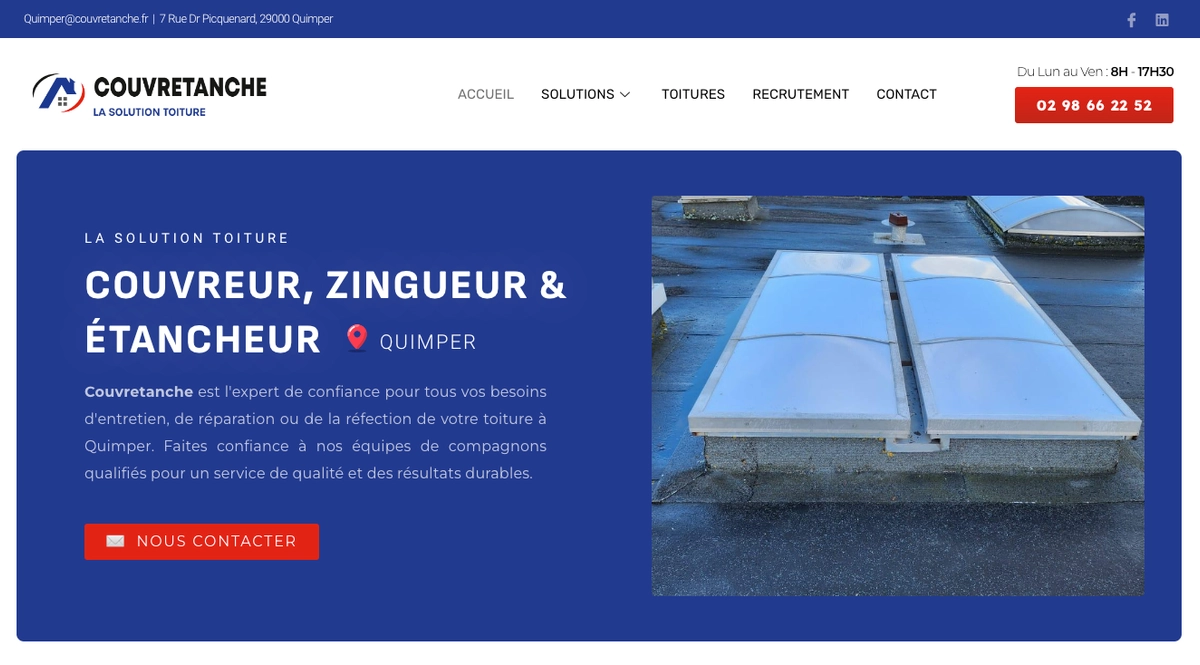 Quimper@couvretanche.fr | 7 Rue Dr Picquenard, 29000 Quimper
COUVRETANCHE
LA SOLUTION TOITURE
ACCUEIL SOLUTIONS TOITURES RECRUTEMENT CONTACT
Du Lun au Ven : 8H - 17H30
02 98 66 22 52
LA SOLUTION TOITURE
COUVREUR, ZINGUEUR &
ÉTANCHEUR 📍 QUIMPER
Couvretanche est l'expert de confiance pour tous vos besoins
d'entretien, de réparation ou de la réfection de votre toiture à
Quimper. Faites confiance à nos équipes de compagnons
qualifiés pour un service de qualité et des résultats durables.
✉️ NOUS CONTACTER